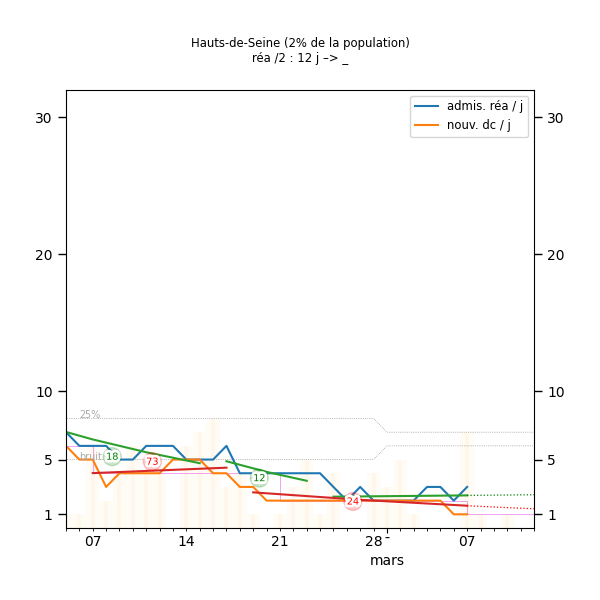 Hauts-de-Seine (2% de la population)
réa /2 : 12 j –> _
admis. réa / j
nouv. dc / j
30 30
20 20
10 10
25%
5 5
18
73
12
24
1 1
07 14 21 28 07
mars